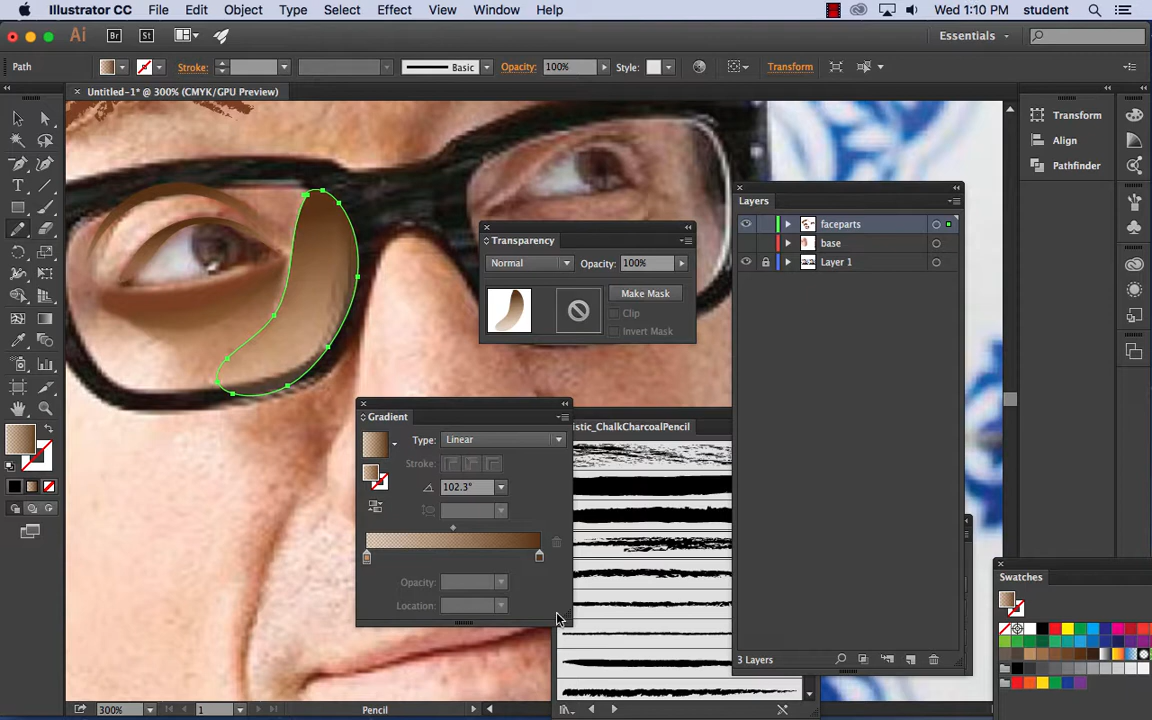 Illustrator CC File Edit Object Type Select Effect View Window Help Wed 1:10 PM student
Ai Br St Essentials
Path Stroke: Basic Opacity: 100% Style: Transform
Untitled-1* @ 300% (CMYK/GPU Preview)
Transform
Align
Pathfinder
Layers
faceparts
base
Layer 1
3 Layers
Transparency
Normal Opacity: 100%
Make Mask
Clip
Invert Mask
Gradient
Type: Linear
Stroke:
102.3°
Opacity:
Location:
istic_ChalkCharcoalPencil
Swatches
300% 1 Pencil